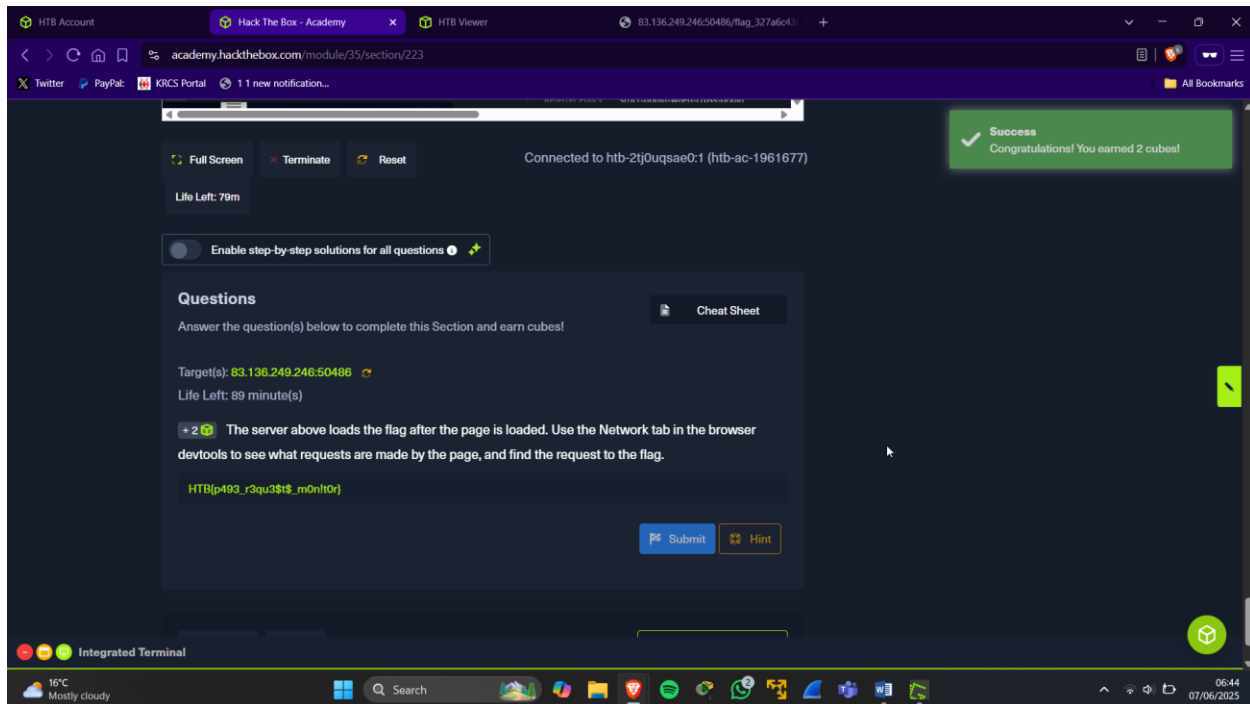 HTB Account
Hack The Box - Academy
HTB Viewer
83.136.249.246:50486/flag_327a6c43
academy.hackthebox.com/module/35/section/223
Twitter
PayPal:
KRCS Portal
1 1 new notification...
All Bookmarks
Success
Congratulations! You earned 2 cubes!
Full Screen
Terminate
Reset
Connected to htb-2tj0uqsae0:1 (htb-ac-1961677)
Life Left: 79m
Enable step-by-step solutions for all questions
Questions
Cheat Sheet
Answer the question(s) below to complete this Section and earn cubes!
Target(s): 83.136.249.246:50486
Life Left: 89 minute(s)
+ 2 The server above loads the flag after the page is loaded. Use the Network tab in the browser
devtools to see what requests are made by the page, and find the request to the flag.
HTB{p493_r3qu3$t$_m0n!t0r}
Submit
Hint
Integrated Terminal
16°C
Mostly cloudy
Search
2
06:44
07/06/2025